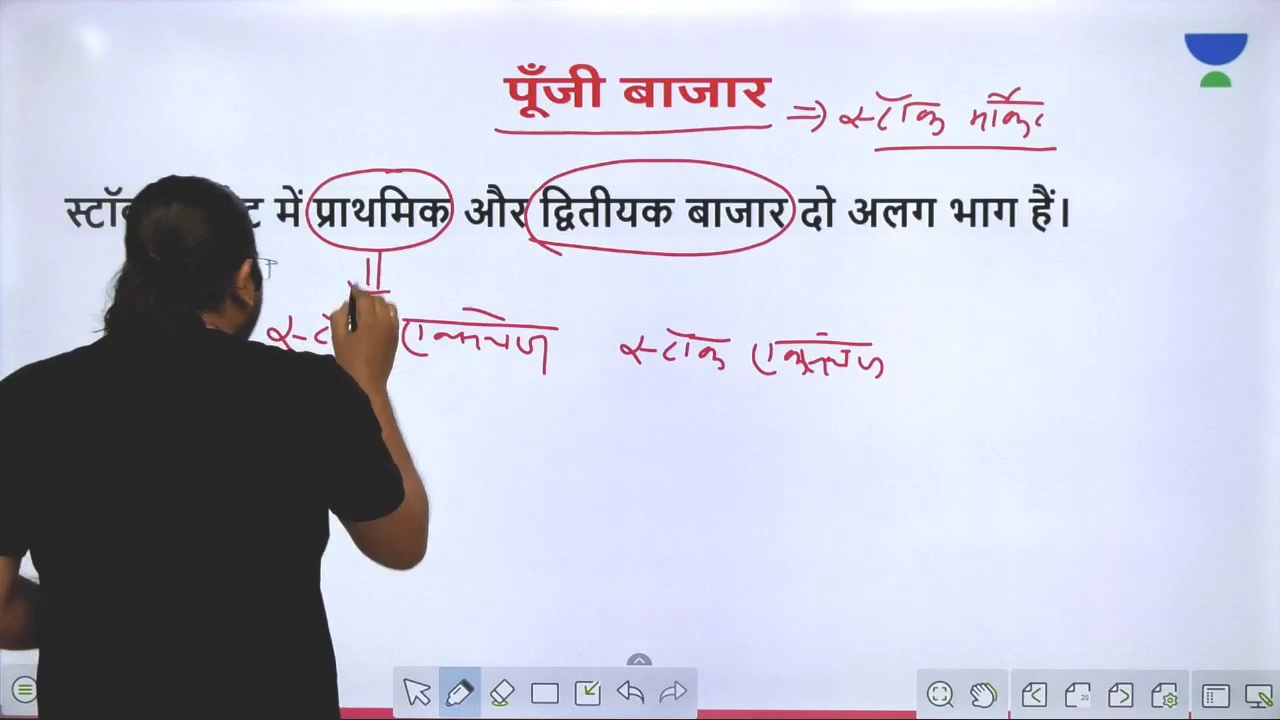 पूँजी बाजार ⇒ स्टॉक मार्केट
में प्राथमिक और द्वितीयक बाजार दो अलग भाग हैं।
एक्सचेंज स्टॉक एक्सचेंज